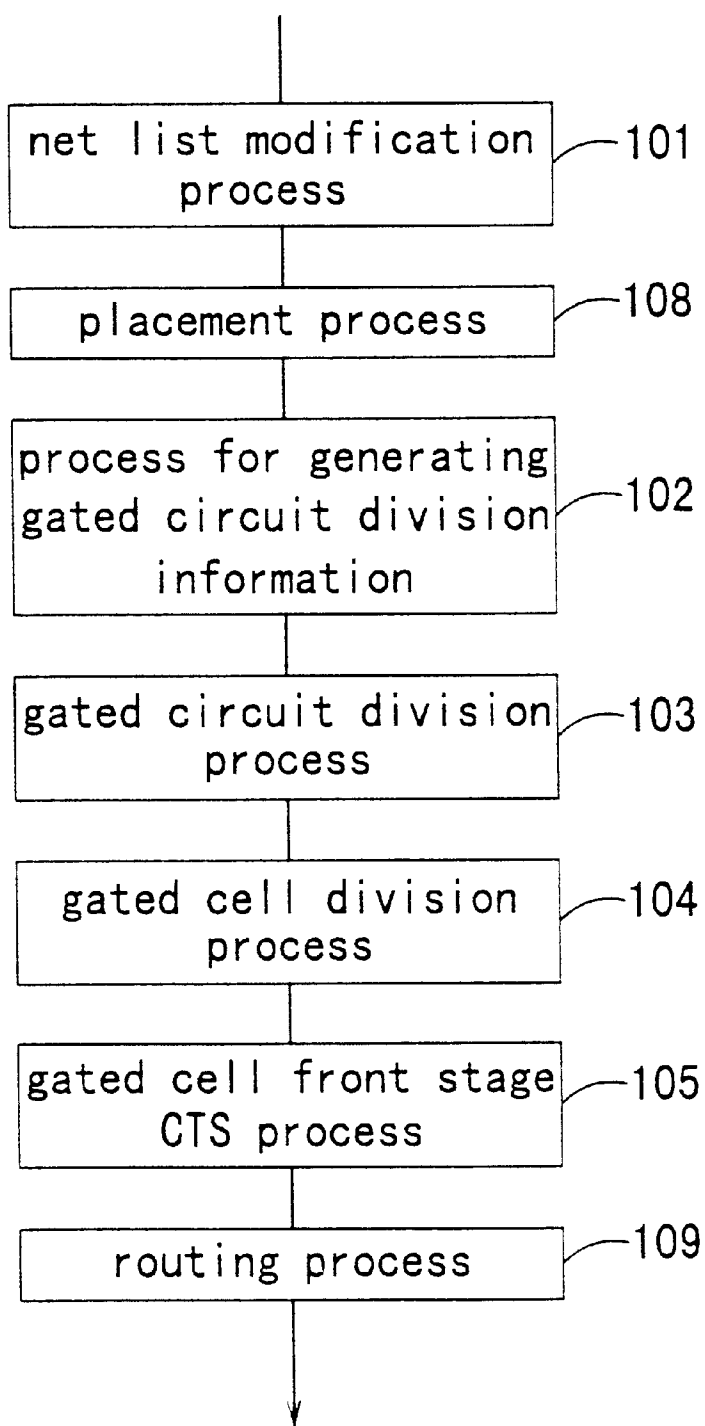 net list modification
process
101
placement process
108
process for generating
gated circuit division
information
102
gated circuit division
process
103
gated cell division
process
104
gated cell front stage
CTS process
105
routing process
109